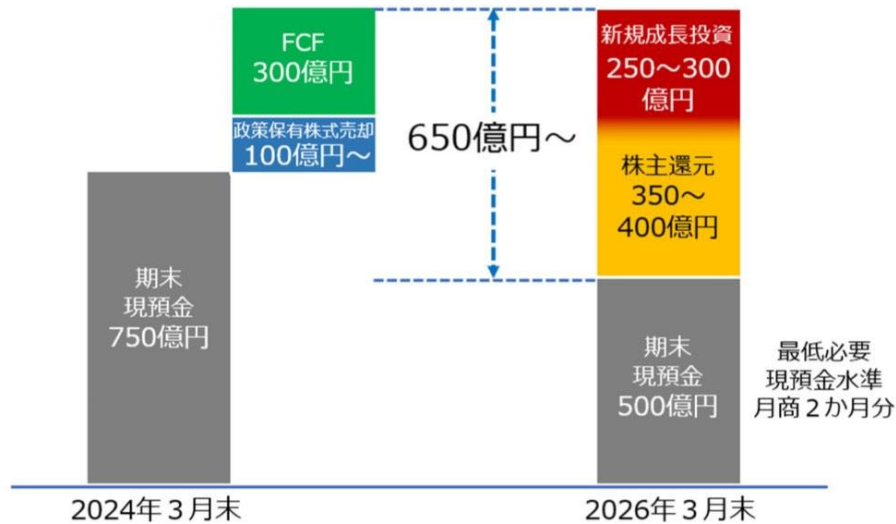 FCF
300億円
政策保有株式売却
100億円～
期末
現預金
750億円
650億円～
新規成長投資
250～300
億円
株主還元
350～
400億円
期末
現預金
500億円
最低必要
現預金水準
月商２か月分
2024年３月末
2026年３月末